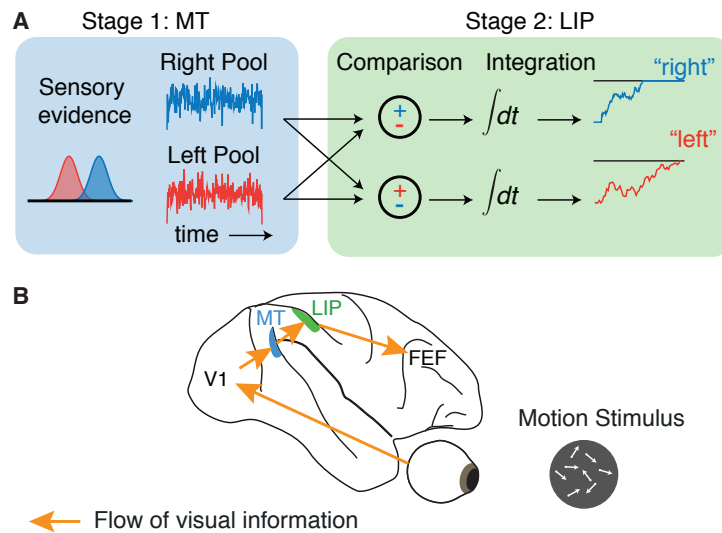 A
Stage 1: MT
Stage 2: LIP
Sensory
evidence
Right Pool
Left Pool
time
Comparison
Integration
+
-
∫dt
"right"
+
-
∫dt
"left"
B
MT
LIP
V1
FEF
Motion Stimulus
Flow of visual information